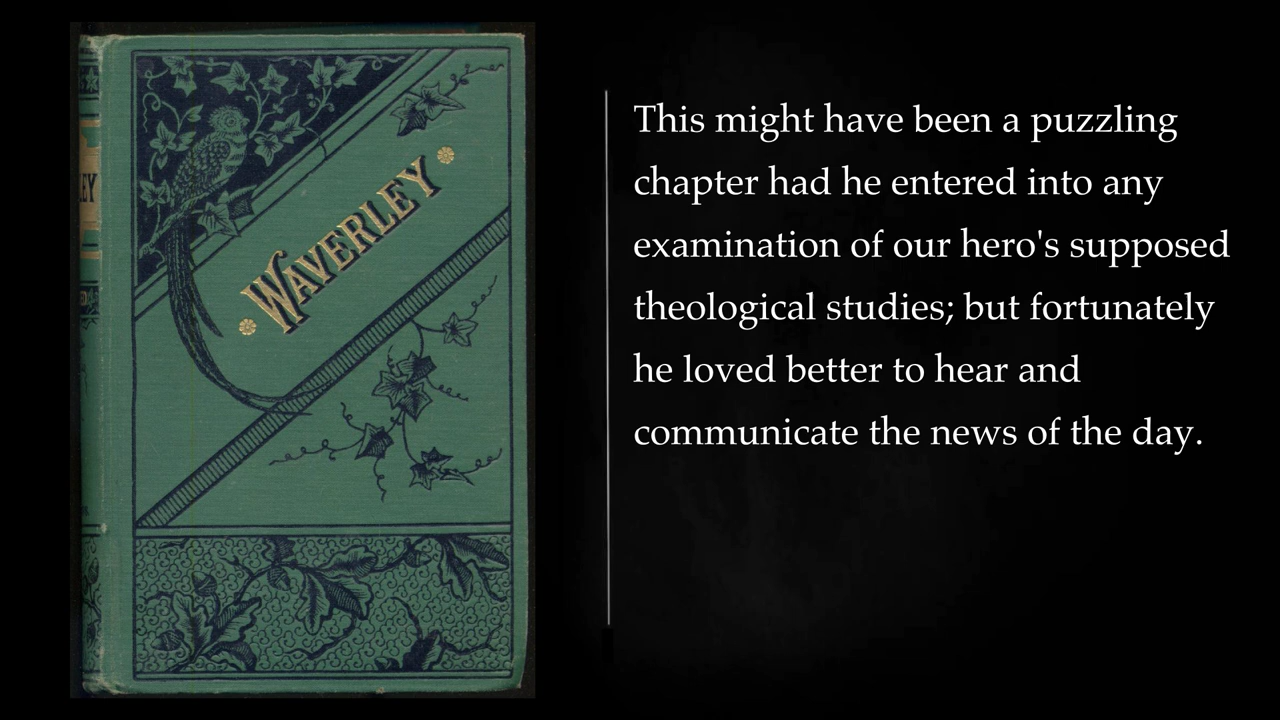 WAVERLEY
This might have been a puzzling
chapter had he entered into any
examination of our hero's supposed
theological studies; but fortunately
he loved better to hear and
communicate the news of the day.